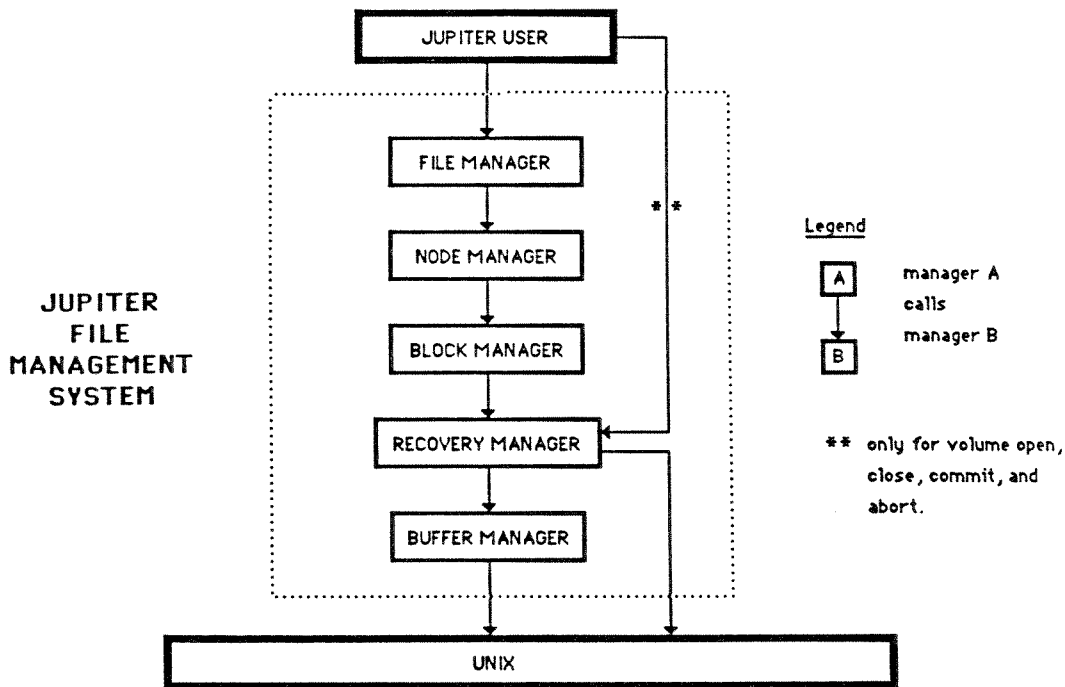 JUPITER USER
FILE MANAGER
* *
NODE MANAGER
BLOCK MANAGER
RECOVERY MANAGER
BUFFER MANAGER
UNIX
JUPITER
FILE
MANAGEMENT
SYSTEM
Legend
A
manager A
calls
manager B
B
** only for volume open,
close, commit, and
abort.